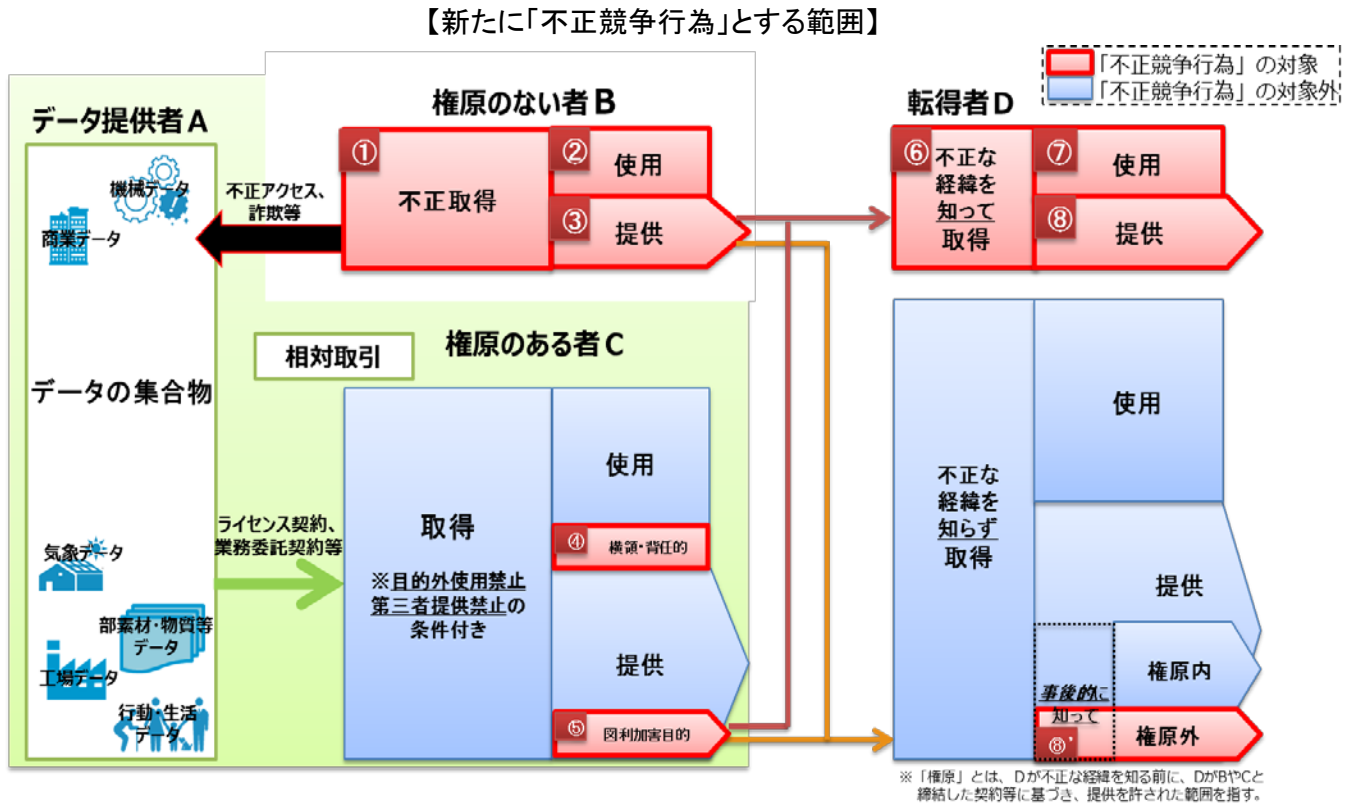 【新たに「不正競争行為」とする範囲】
「不正競争行為」の対象
「不正競争行為」の対象外
データ提供者A
機械データ
商業データ
データの集合物
気象データ
部素材・物質等
データ
工場データ
行動・生活
データ
不正アクセス、
詐欺等
権原のない者B
①
不正取得
②
使用
③
提供
相対取引
権原のある者C
ライセンス契約、
業務委託契約等
取得
※目的外使用禁止
第三者提供禁止の
条件付き
使用
④
横領・背任的
提供
⑤
図利加害目的
転得者D
⑥
不正な
経緯を
知って
取得
⑦
使用
⑧
提供
不正な
経緯を
知らず
取得
使用
提供
事後的に
知って
⑧'
権原内
権原外
※「権原」とは、Dが不正な経緯を知る前に、DがBやCと
締結した契約等に基づき、提供を許された範囲を指す。